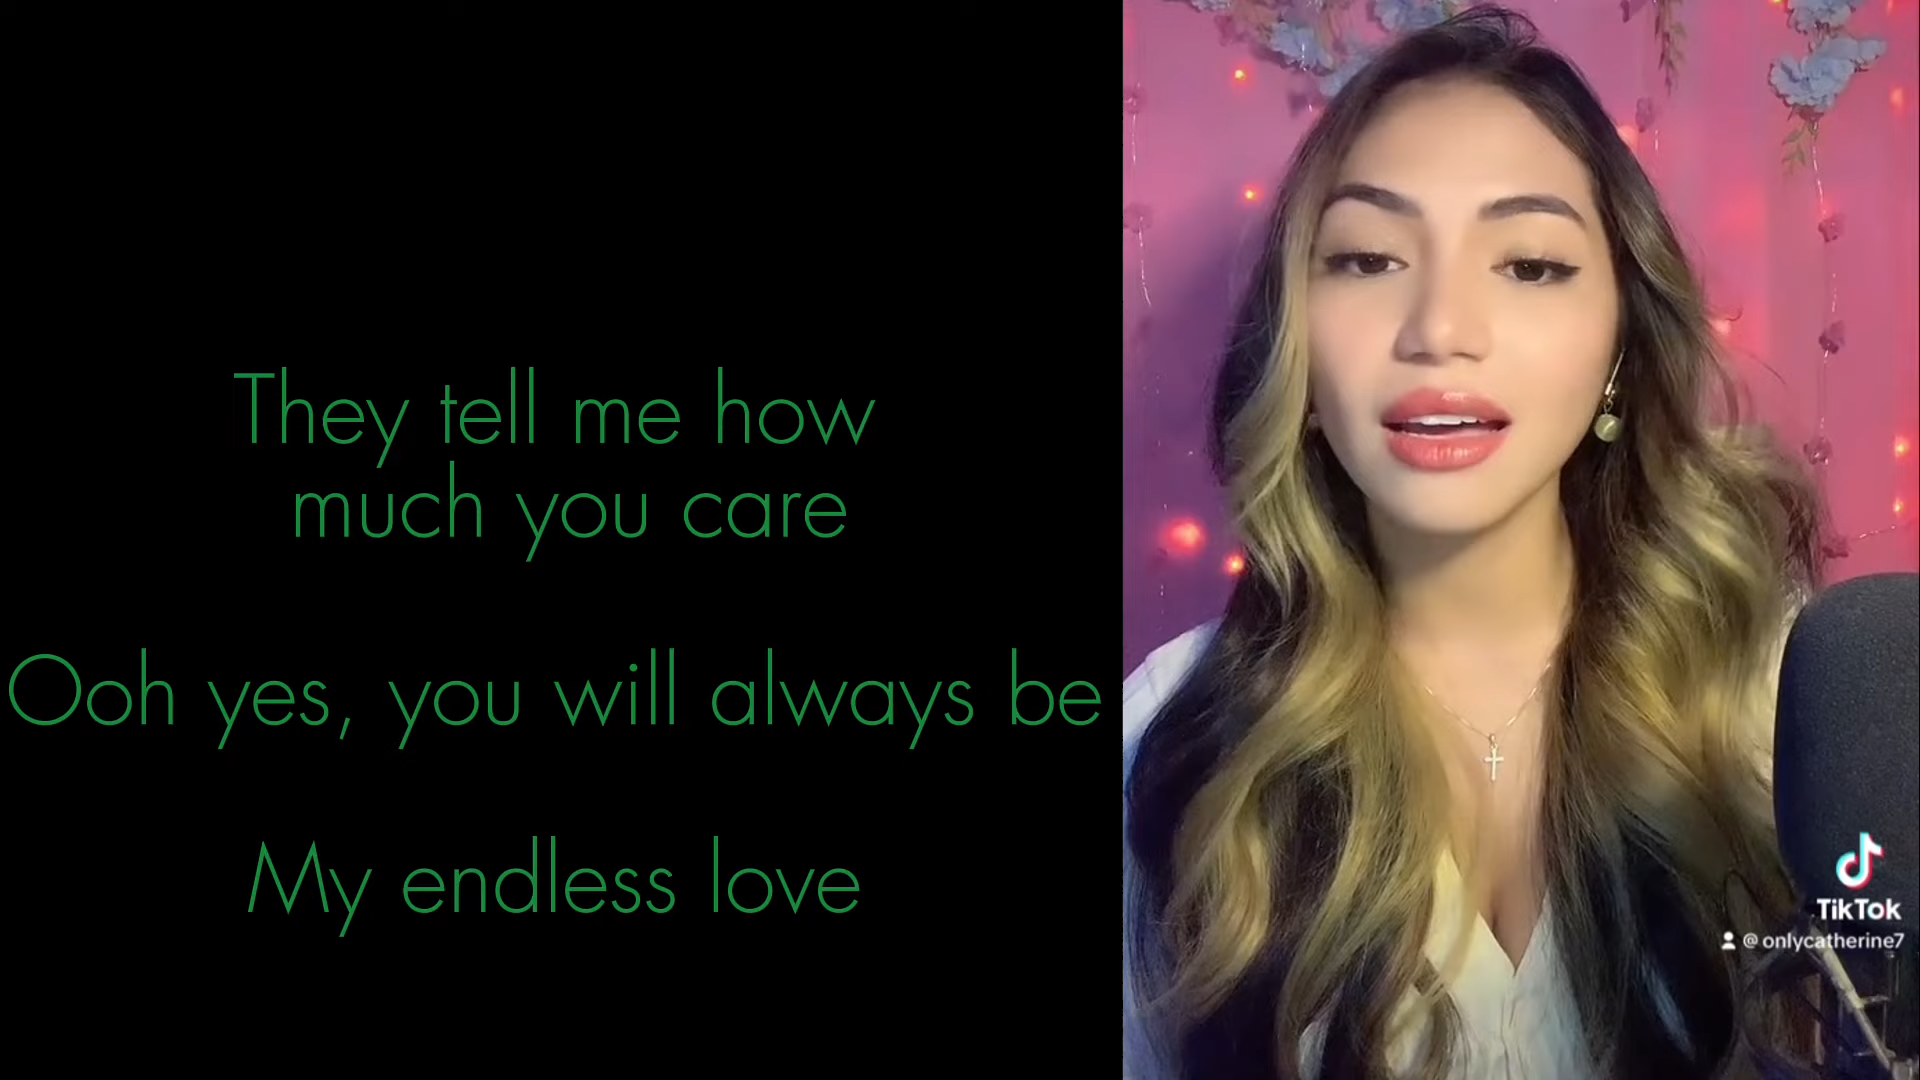 They tell me how
much you care
Ooh yes, you will always be
My endless love
TikTok
@onlycatherine7